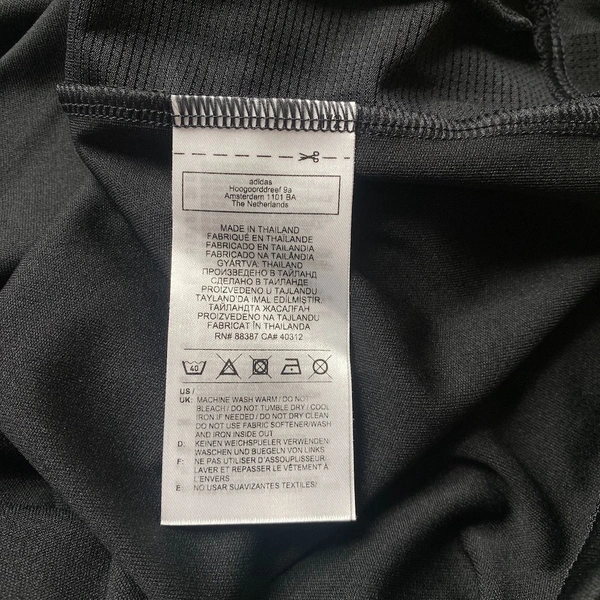 adidas
Hoogoorddreef 9a
Amsterdam 1101 BA
The Netherlands
MADE IN THAILAND
FABRIQUÉ EN THAÏLANDE
FABRICADO EN TAILANDIA
FABRICADO NA TAILÂNDIA
GYÁRTVA: THAILAND
ПРОИЗВЕДЕНО В ТАЙЛАНД
СДЕЛАНО В ТАИЛАНДЕ
PROIZVEDENO U TAJLANDU
TAYLAND'DA İMAL EDİLMİŞTİR
ТАЙЛАНДТА ЖАСАЛҒАН
PROIZVEDENO NA TAJLANDU
FABRICAT ÎN THAILANDA
RN# 88387 CA# 40312
40
US /
UK: MACHINE WASH WARM / DO NOT
BLEACH / DO NOT TUMBLE DRY / COOL
IRON IF NEEDED / DO NOT DRY CLEAN
DO NOT USE FABRIC SOFTENER/WASH
AND IRON INSIDE OUT
D: KEINEN WEICHSPUELER VERWENDEN
WASCHEN UND BUEGELN VON LINKS
F: NE PAS UTILISER D'ASSOUPLISSEUR
LAVER ET REPASSER LE VÊTEMENT À
L'ENVERS
E: NO USAR SUAVIZANTES TEXTILES/